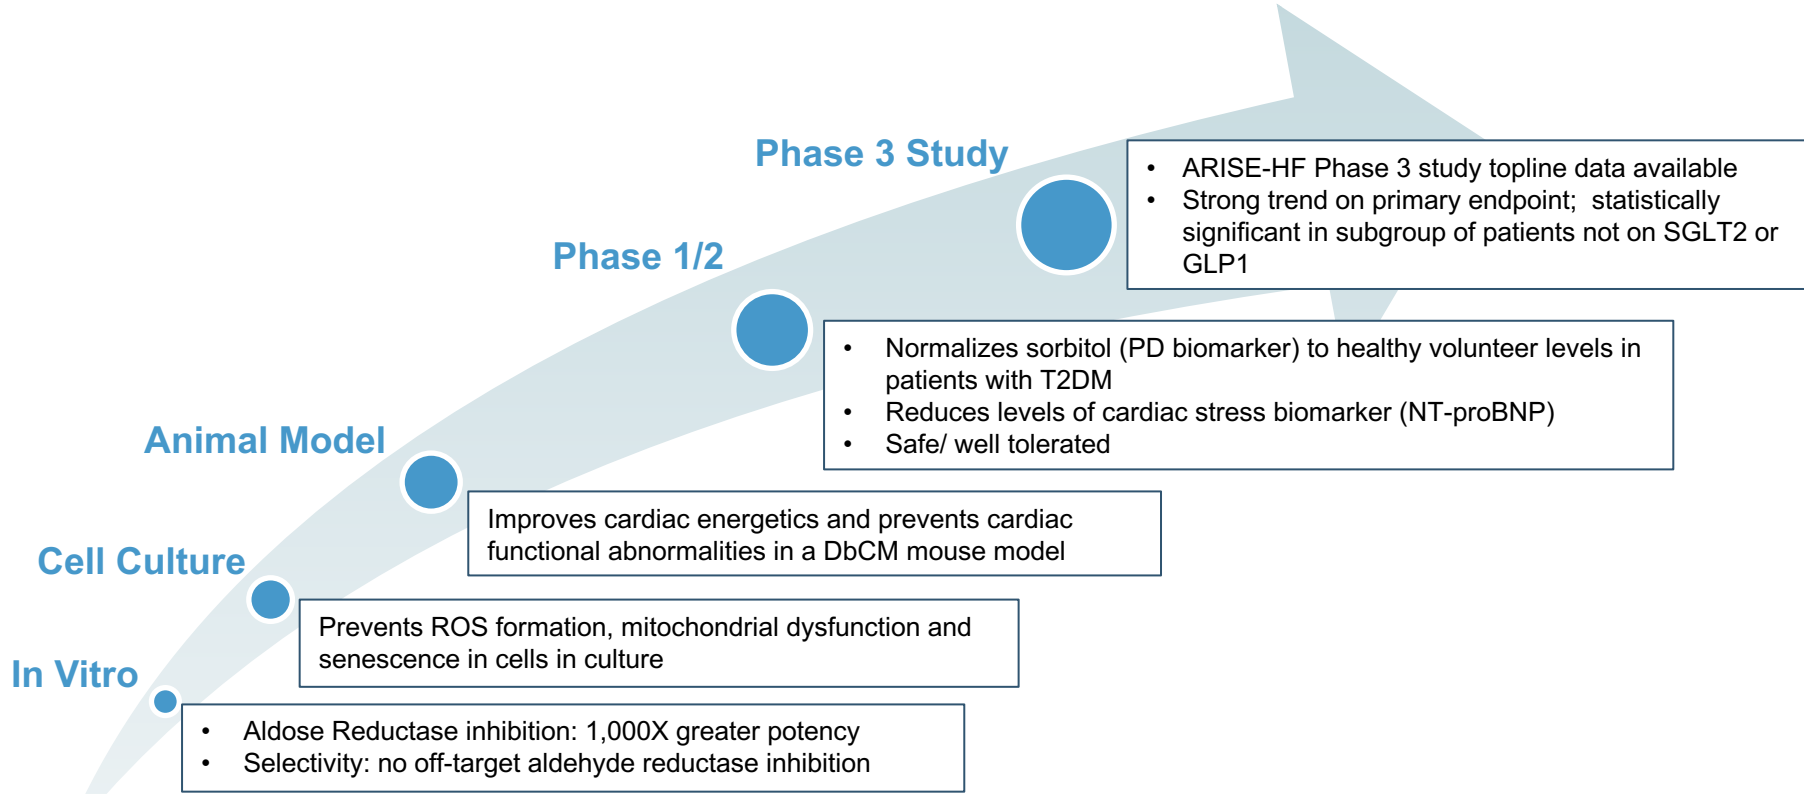 Phase 3 Study
• ARISE-HF Phase 3 study topline data available
• Strong trend on primary endpoint;  statistically
significant in subgroup of patients not on SGLT2 or
GLP1
Phase 1/2
• Normalizes sorbitol (PD biomarker) to healthy volunteer levels in
patients with T2DM
• Reduces levels of cardiac stress biomarker (NT-proBNP)
• Safe/ well tolerated
Animal Model
Improves cardiac energetics and prevents cardiac
functional abnormalities in a DbCM mouse model
Cell Culture
Prevents ROS formation, mitochondrial dysfunction and
senescence in cells in culture
In Vitro
• Aldose Reductase inhibition: 1,000X greater potency
• Selectivity: no off-target aldehyde reductase inhibition